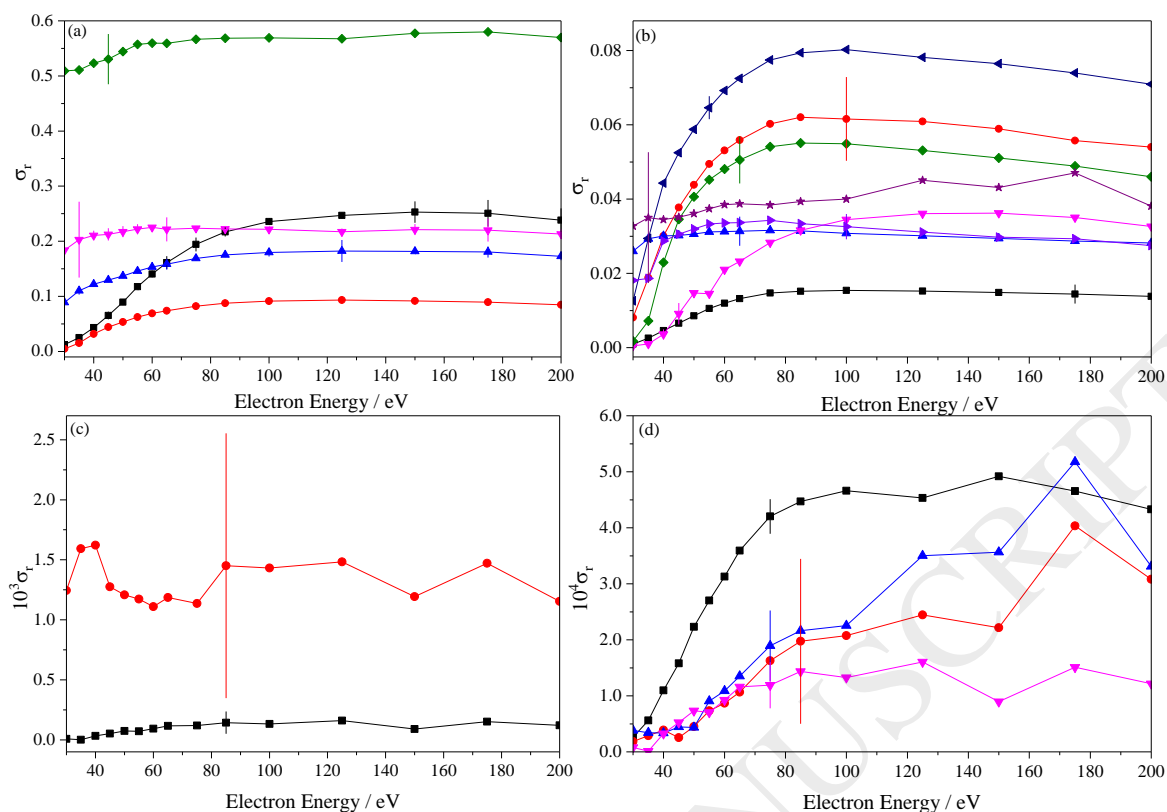 (a)
0.6
0.5
0.4
0.3
0.2
0.1
0.0
σr
40 60 80 100 120 140 160 180 200
Electron Energy / eV
(b)
0.08
0.06
0.04
0.02
0.00
σr
40 60 80 100 120 140 160 180 200
Electron Energy / eV
(c)
2.5
2.0
1.5
1.0
0.5
0.0
10³σr
40 60 80 100 120 140 160 180 200
Electron Energy / eV
(d)
6.0
5.0
4.0
3.0
2.0
1.0
0.0
10⁴σr
40 60 80 100 120 140 160 180 200
Electron Energy / eV
NUSCRIPT